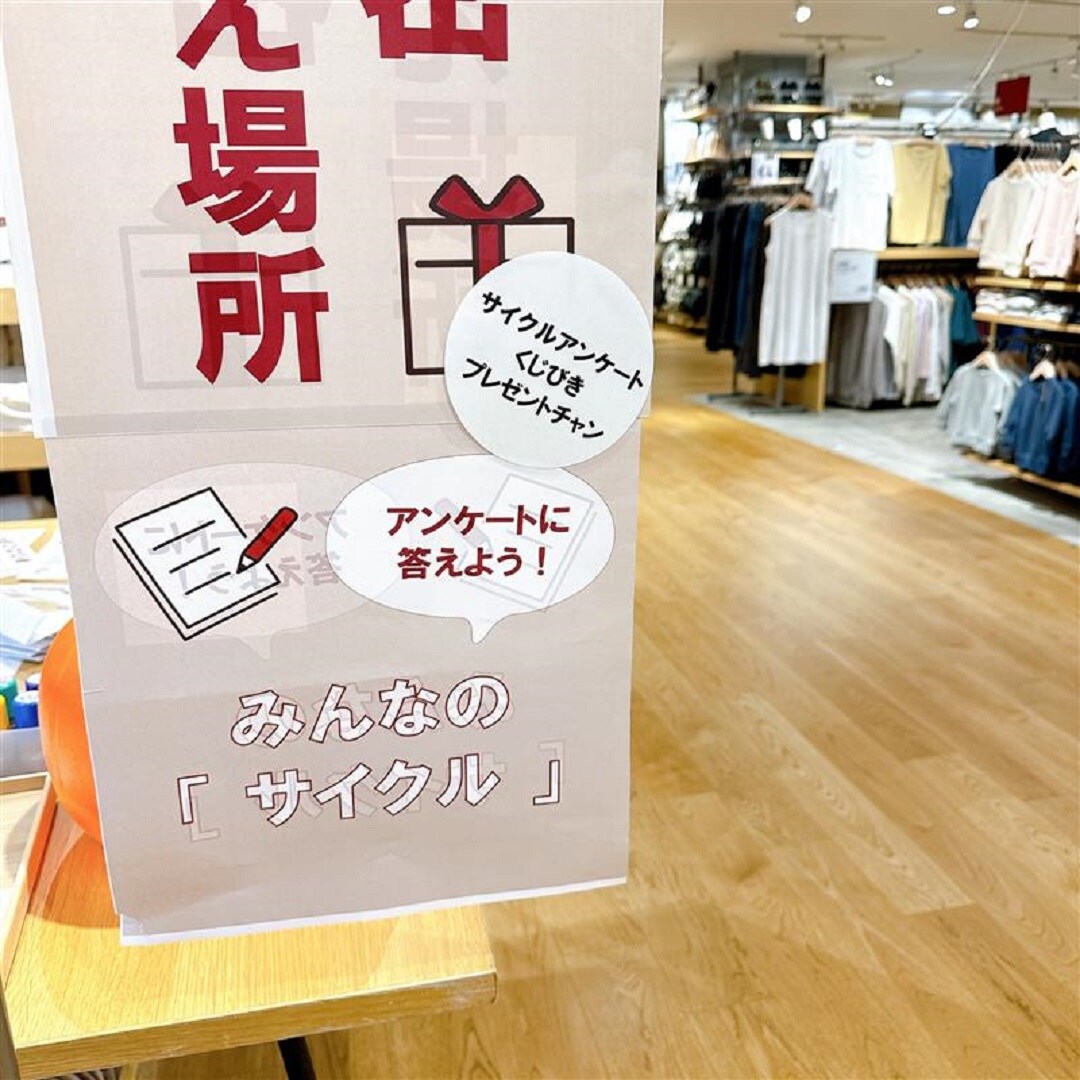 え場所
サイクルアンケート
くじびき
プレゼントチャン
アンケートに
答えよう！
みんなの
「 サイクル 」